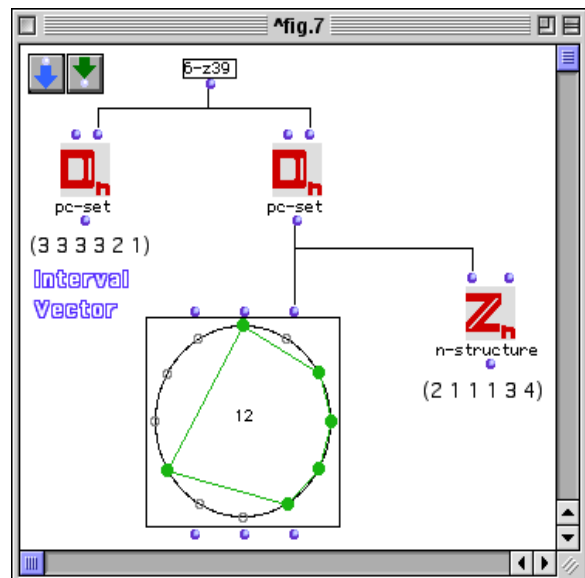 ^fig.7
6-z39
pc-set
pc-set
(3 3 3 3 2 1)
Interval
Vector
n-structure
(2 1 1 1 3 4)
12